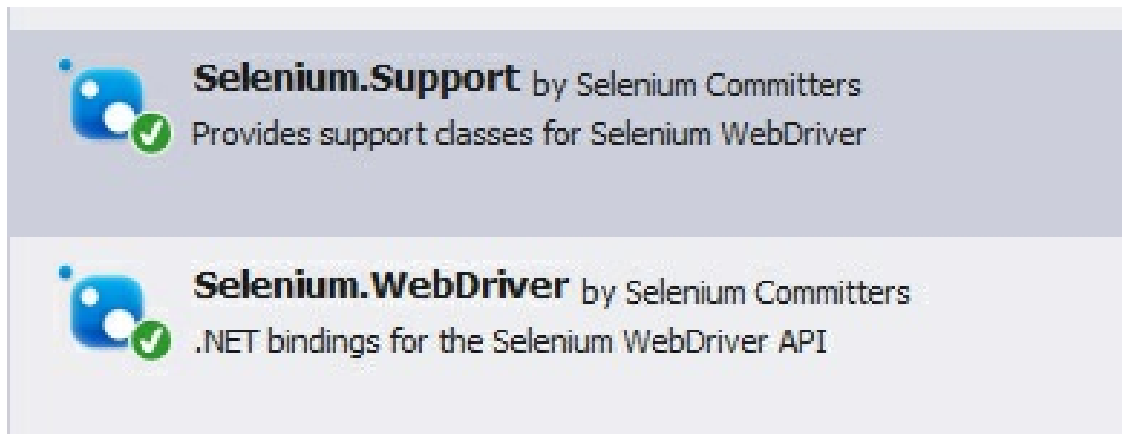 Selenium.Support by Selenium Committers
Provides support classes for Selenium WebDriver
Selenium.WebDriver by Selenium Committers
.NET bindings for the Selenium WebDriver API